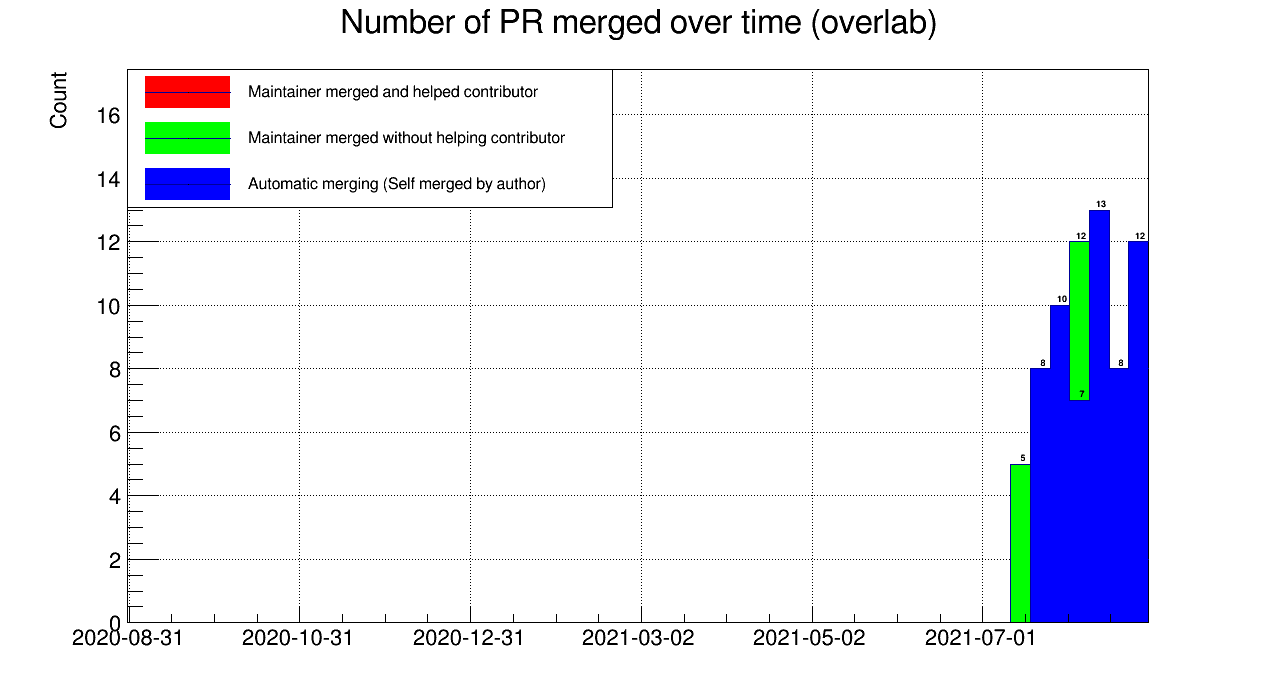 Number of PR merged over time (overlab)
Count
Maintainer merged and helped contributor
Maintainer merged without helping contributor
Automatic merging (Self merged by author)
16
14
12
10
8
6
4
2
0
5
8
10
12
7
13
8
12
2020-08-31 2020-10-31 2020-12-31 2021-03-02 2021-05-02 2021-07-01